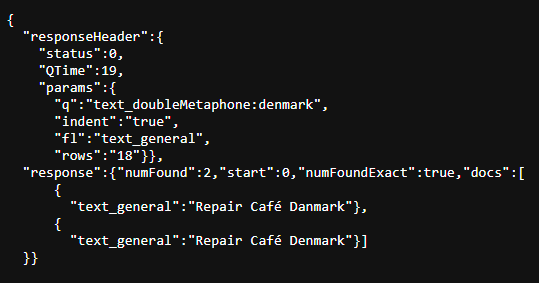 {
"responseHeader":{
"status":0,
"QTime":19,
"params":{
"q":"text_doubleMetaphone:denmark",
"indent":"true",
"fl":"text_general",
"rows":"18"}},
"response":{"numFound":2,"start":0,"numFoundExact":true,"docs":[
{
"text_general":"Repair Café Danmark"},
{
"text_general":"Repair Café Denmark"}]
}}